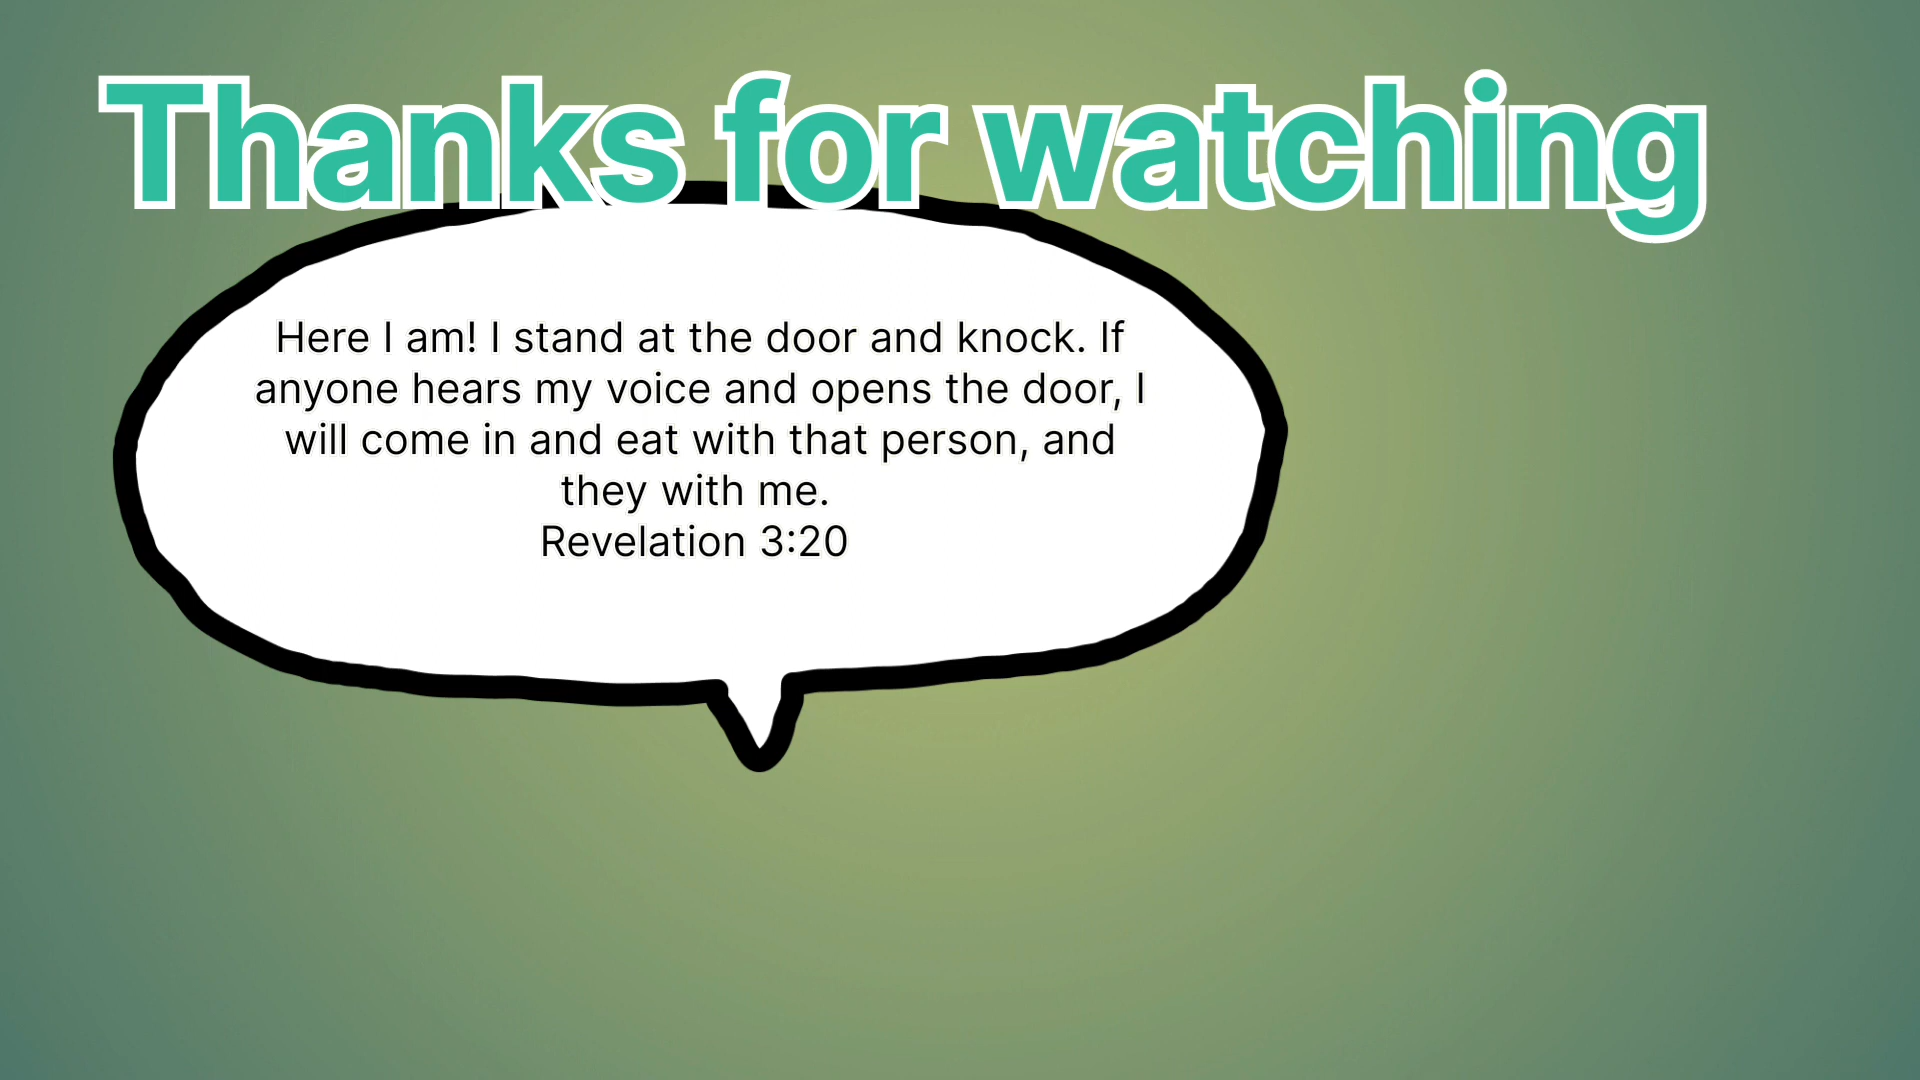 Thanks for watching
Here I am! I stand at the door and knock. If
anyone hears my voice and opens the door, I
will come in and eat with that person, and
they with me.
Revelation 3:20